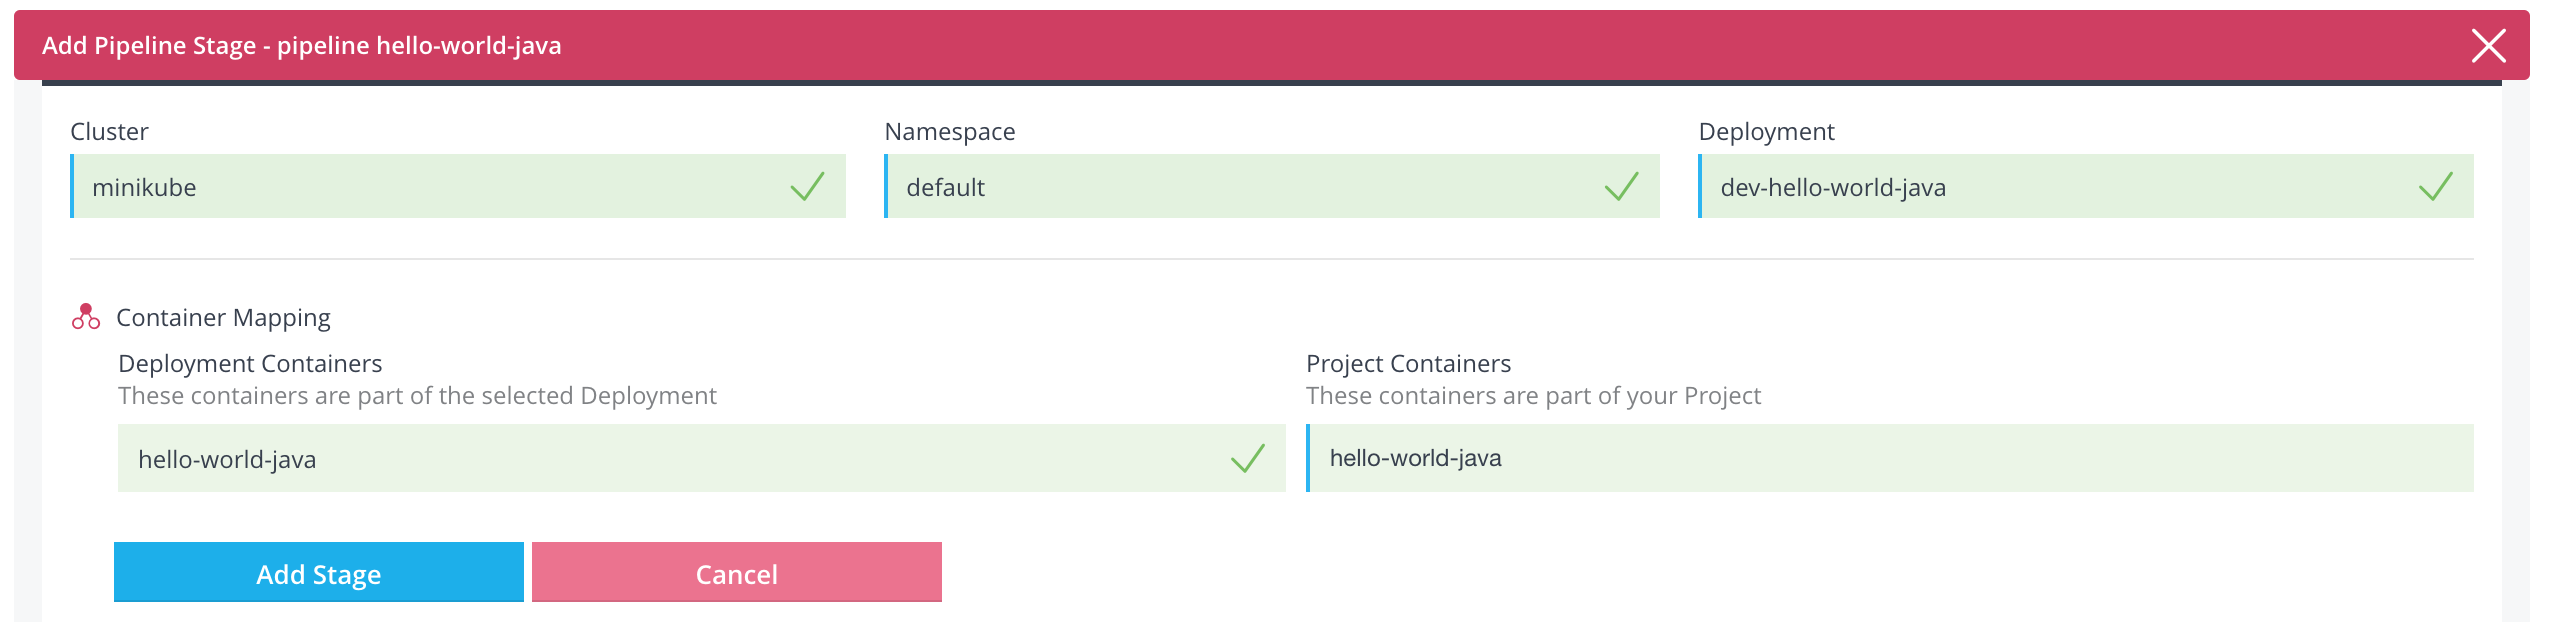 Add Pipeline Stage - pipeline hello-world-java
Cluster
Namespace
Deployment
minikube
default
dev-hello-world-java
Container Mapping
Deployment Containers
These containers are part of the selected Deployment
hello-world-java
Project Containers
These containers are part of your Project
hello-world-java
Add Stage
Cancel